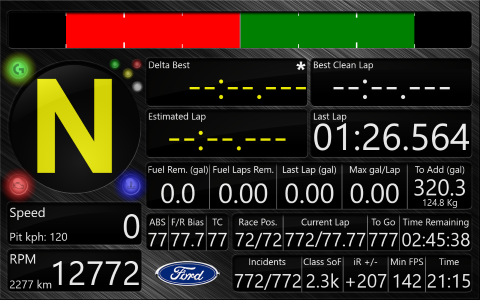 Delta Best
*
--:--.---
Best Clean Lap
--:--.---
N
Estimated Lap
--:--.---
Last Lap
01:26.564
Fuel Rem. (gal) Fuel Laps Rem. Last Lap (gal) Max gal/Lap To Add (gal)
0.0 0.00 0.00 0.00 320.3
124.8 Kg
Speed
0
Pit kph: 120
ABS F/R Bias TC Race Pos. Current Lap To Go Time Remaining
77 77.7 77 72/72 772/77.77 777 02:45:38
RPM
2277 km
12772
Ford
Incidents Class SoF iR +/- Min FPS Time
772/772 2.3k +207 142 21:15